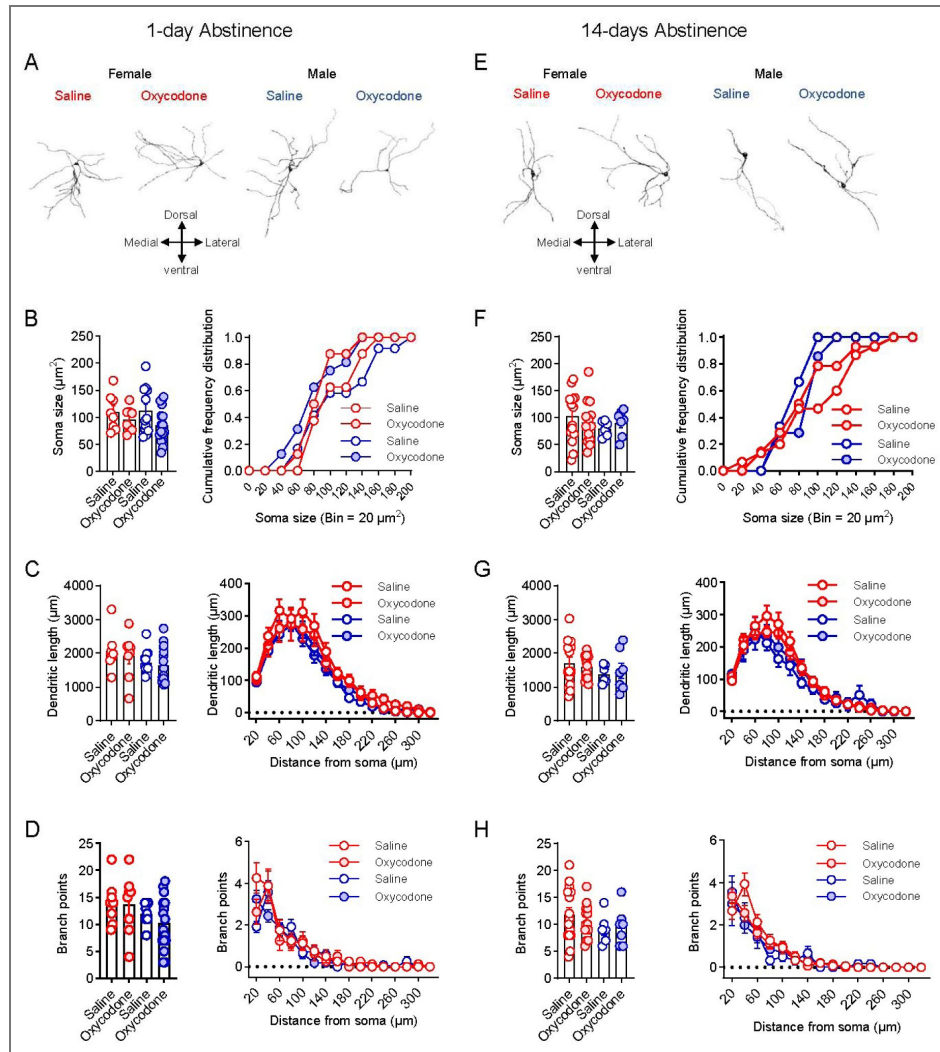 1-day Abstinence
14-days Abstinence
A
Female
Male
Saline
Oxycodone
Saline
Oxycodone
Dorsal
Medial
Lateral
ventral
E
Female
Male
Saline
Oxycodone
Saline
Oxycodone
Dorsal
Medial
Lateral
ventral
B
Soma size (µm²)
250
200
150
100
50
0
Saline
Oxycodone
Saline
Oxycodone
Cumulative frequency distribution
1.0
0.8
0.6
0.4
0.2
0.0
Saline
Oxycodone
Saline
Oxycodone
0
20
40
60
80
100
120
140
160
180
200
Soma size (Bin = 20 µm²)
F
Soma size (µm²)
250
200
150
100
50
0
Saline
Oxycodone
Saline
Oxycodone
Cumulative frequency distribution
1.0
0.8
0.6
0.4
0.2
0.0
Saline
Oxycodone
Saline
Oxycodone
0
20
40
60
80
100
120
140
160
180
200
Soma size (Bin = 20 µm²)
C
Dendritic length (µm)
4000
3000
2000
1000
0
Saline
Oxycodone
Saline
Oxycodone
Dendritic length (µm)
400
300
200
100
0
Saline
Oxycodone
Saline
Oxycodone
20
60
100
140
180
220
260
300
Distance from soma (µm)
G
Dendritic length (µm)
4000
3000
2000
1000
0
Saline
Oxycodone
Saline
Oxycodone
Dendritic length (µm)
400
300
200
100
0
Saline
Oxycodone
Saline
Oxycodone
20
60
100
140
180
220
260
300
Distance from soma (µm)
D
Branch points
25
20
15
10
5
0
Saline
Oxycodone
Saline
Oxycodone
Branch points
6
4
2
0
Saline
Oxycodone
Saline
Oxycodone
20
60
100
140
180
220
260
300
Distance from soma (µm)
H
Branch points
25
20
15
10
5
0
Saline
Oxycodone
Saline
Oxycodone
Branch points
6
4
2
0
Saline
Oxycodone
Saline
Oxycodone
20
60
100
140
180
220
260
300
Distance from soma (µm)